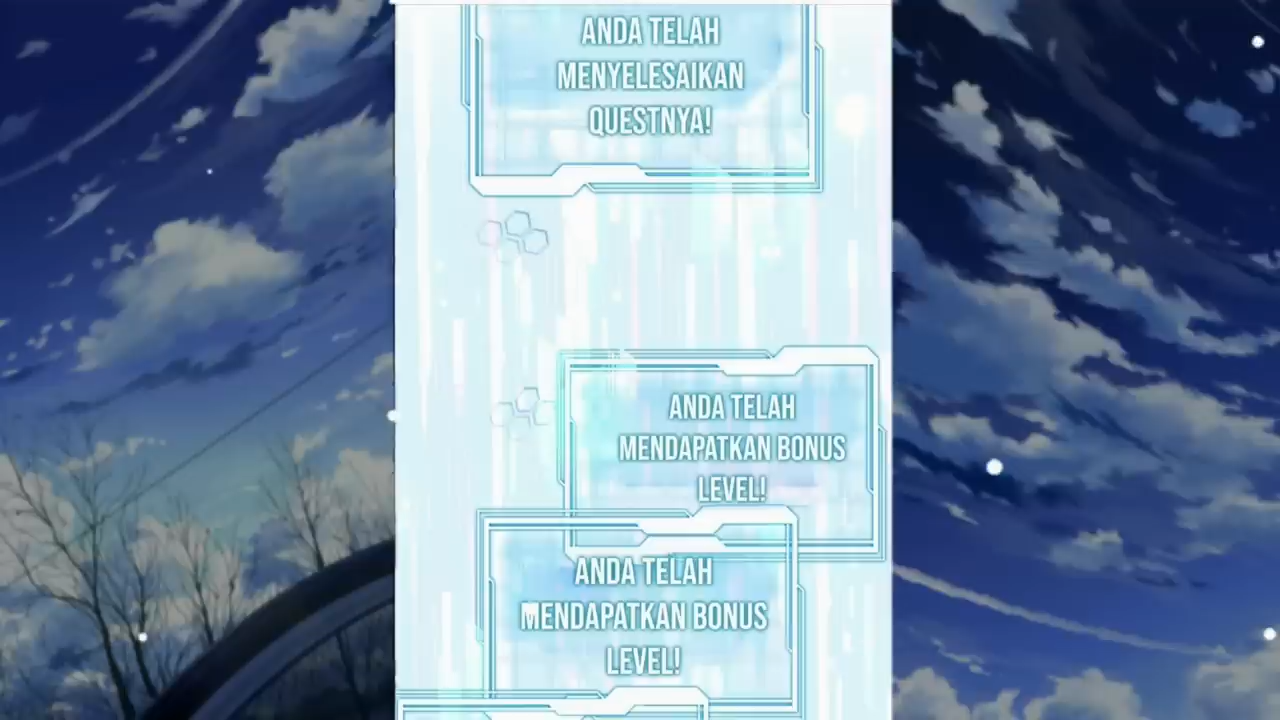 ANDA TELAH
MENYELESAIKAN
QUESTNYA!
ANDA TELAH
MENDAPATKAN BONUS
LEVEL!
ANDA TELAH
MENDAPATKAN BONUS
LEVEL!